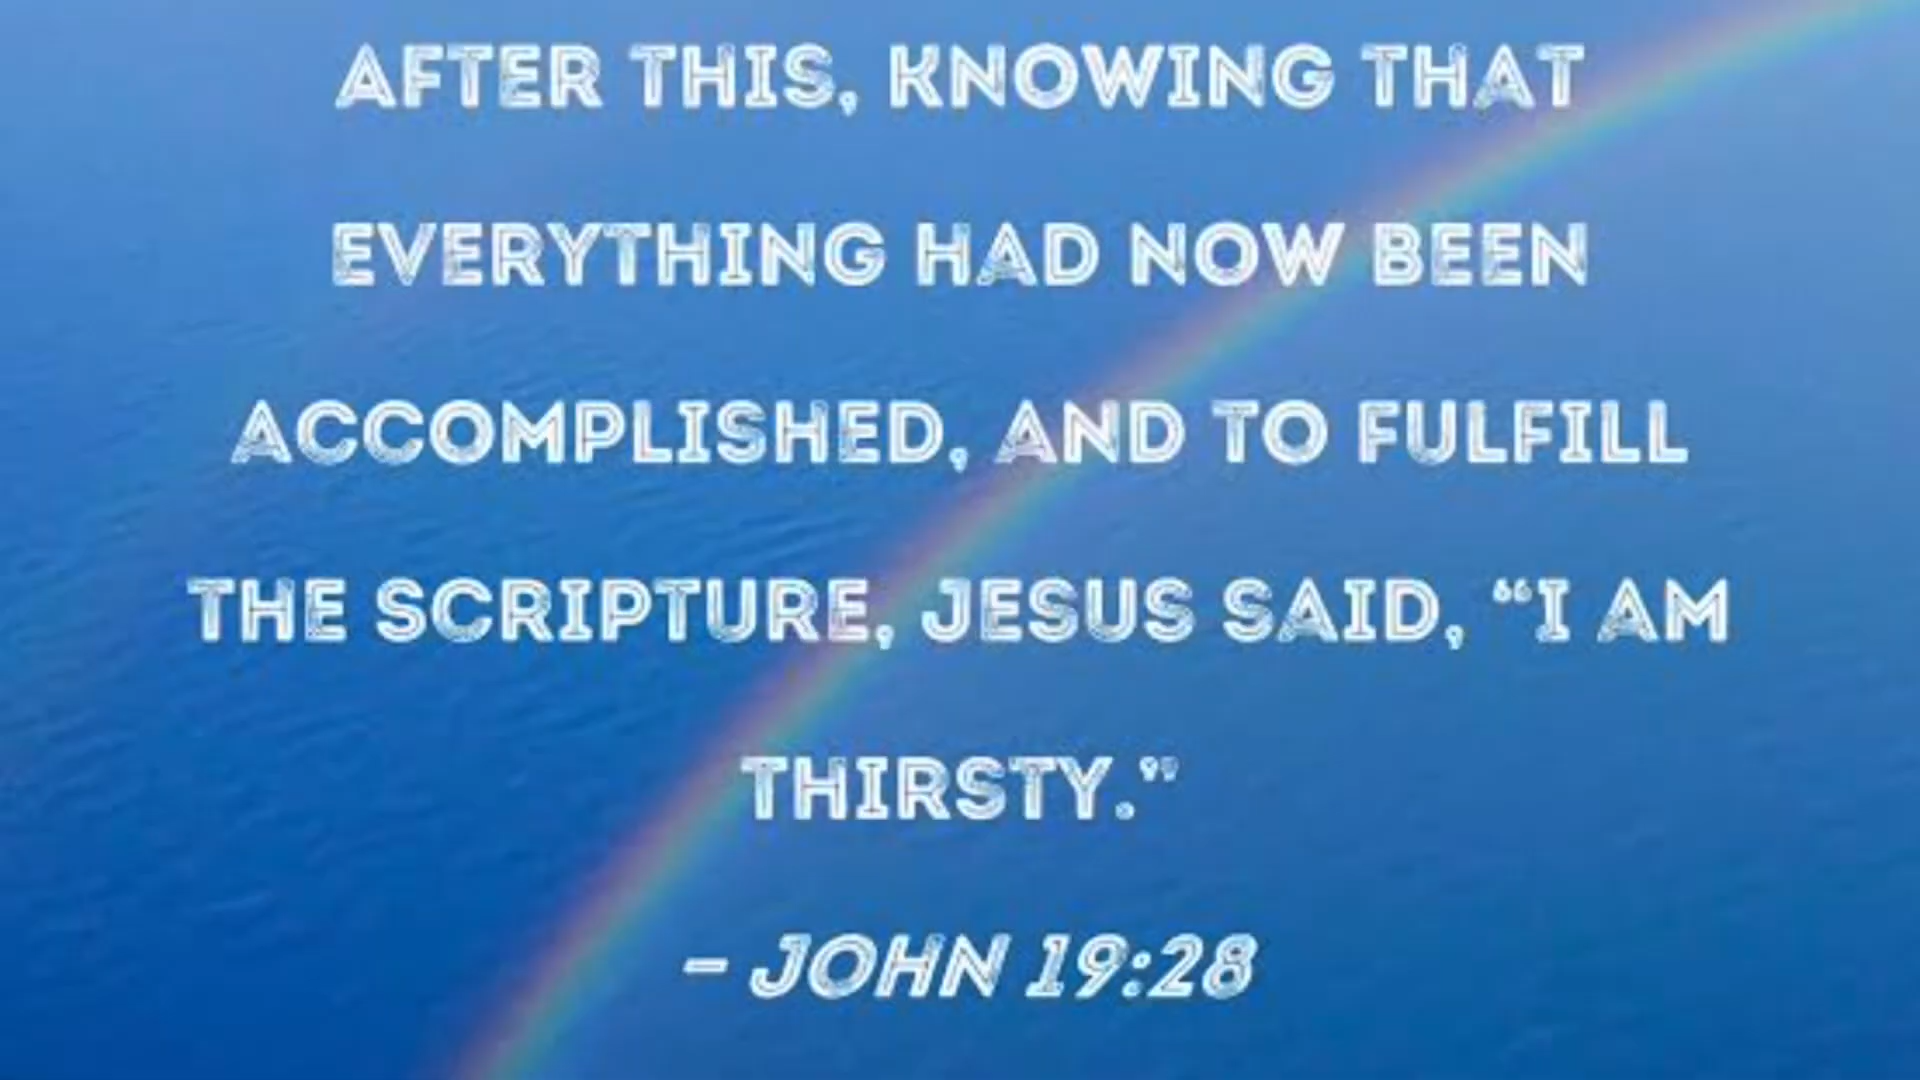 AFTER THIS, KNOWING THAT
EVERYTHING HAD NOW BEEN
ACCOMPLISHED, AND TO FULFILL
THE SCRIPTURE, JESUS SAID, “I AM
THIRSTY.”
– JOHN 19:28